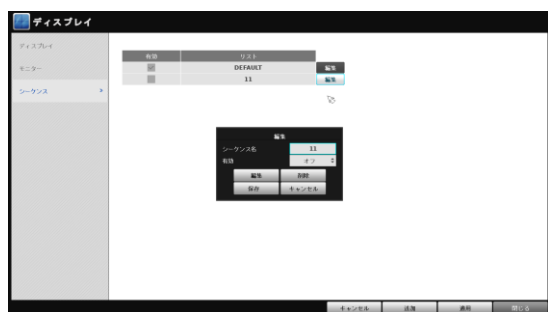 ディスプレイ
ディスプレイ
モニター
シーケンス
有効 リスト
DEFAULT 編集
11 編集
編集
シーケンス名 11
有効 オフ
編集 削除
保存 キャンセル
キャンセル 追加 適用 閉じる